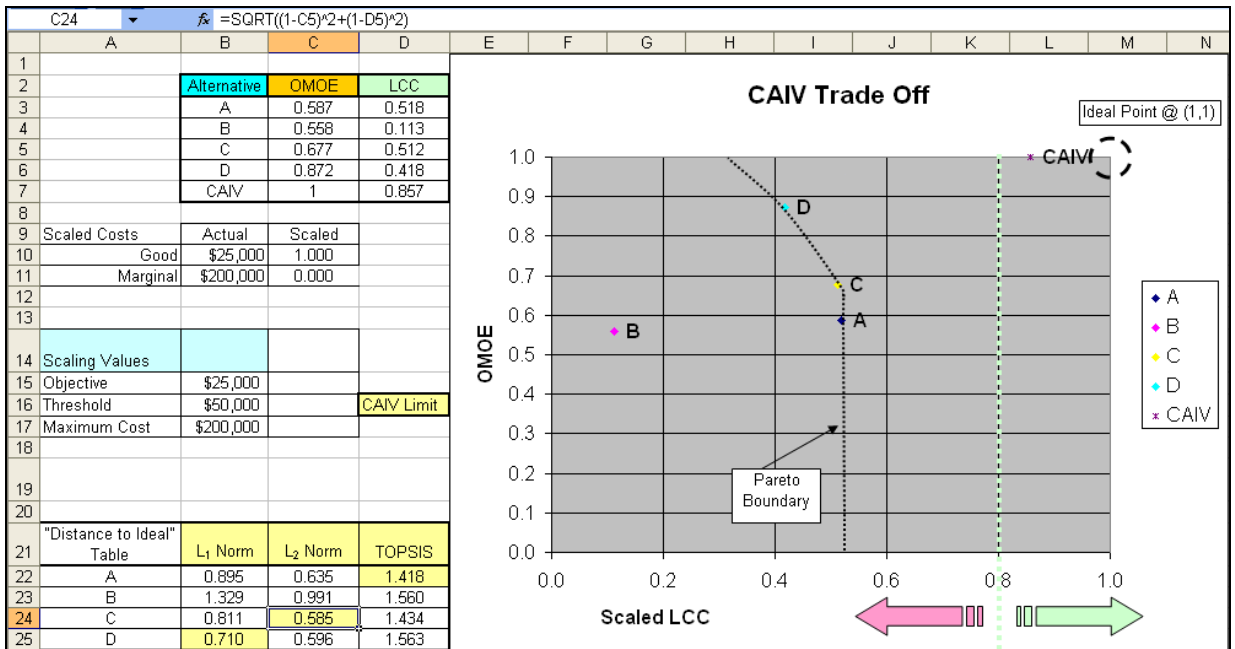 C24 fx =SQRT((1-C5)^2+(1-D5)^2)
A B C D E F G H I J K L M N
1
2 Alternative OMOE LCC
3 A 0.587 0.518
4 B 0.558 0.113
5 C 0.677 0.512
6 D 0.872 0.418
7 CAIV 1 0.857
8
9 Scaled Costs Actual Scaled
10 Good $25,000 1.000
11 Marginal $200,000 0.000
12
13
14 Scaling Values
15 Objective $25,000
16 Threshold $50,000 CAIV Limit
17 Maximum Cost $200,000
18
19
20
"Distance to Ideal"
21 Table L₁ Norm L₂ Norm TOPSIS
22 A 0.895 0.635 1.418
23 B 1.329 0.991 1.560
24 C 0.811 0.585 1.434
25 D 0.710 0.596 1.563
CAIV Trade Off
Ideal Point @ (1,1)
1.0
0.9
0.8
0.7
0.6
0.5
0.4
0.3
0.2
0.1
0.0
OMOE
CAIV
D
C
A
B
Pareto
Boundary
0.0 0.2 0.4 0.6 0.8 1.0
Scaled LCC
A
B
C
D
CAIV